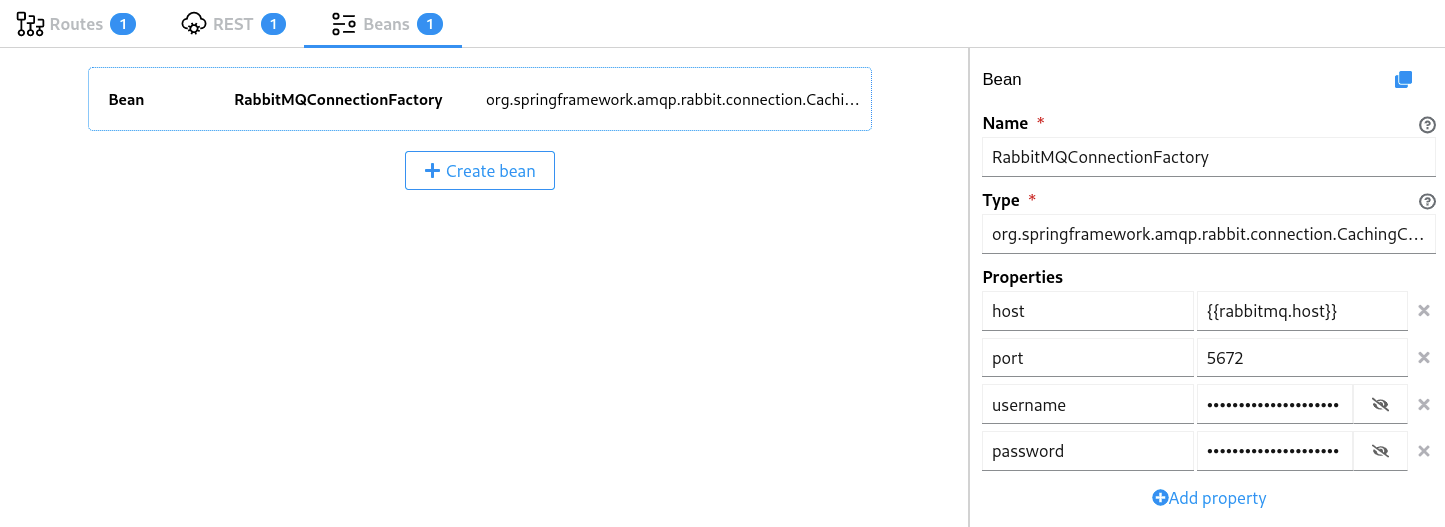 Routes 1 REST 1 Beans 1
Bean RabbitMQConnectionFactory org.springframework.amqp.rabbit.connection.Cachi...
+ Create bean
Bean
Name *
RabbitMQConnectionFactory
Type *
org.springframework.amqp.rabbit.connection.CachingC...
Properties
host {{rabbitmq.host}}
port 5672
username •••••••••••••••••••••
password •••••••••••••••••••••
Add property